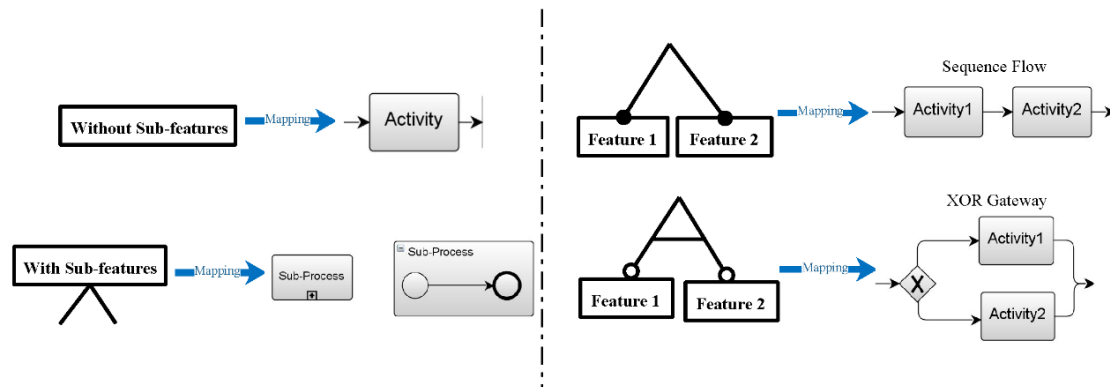 Without Sub-features
Mapping
Activity
With Sub-features
Mapping
Sub-Process
Sub-Process
Sequence Flow
Feature 1
Feature 2
Mapping
Activity1
Activity2
XOR Gateway
Feature 1
Feature 2
Mapping
X
Activity1
Activity2